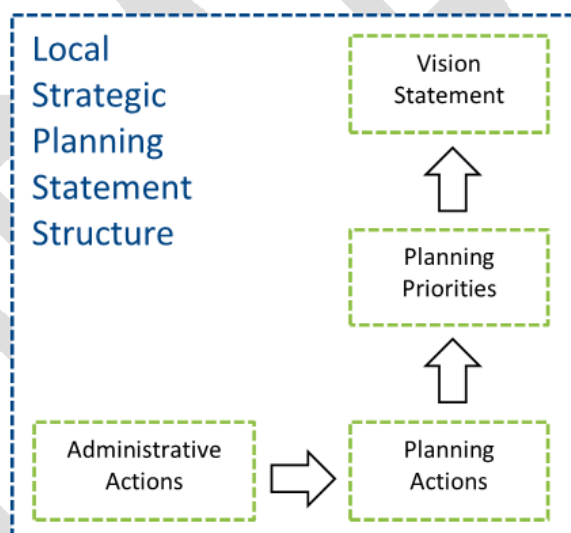 Local
Strategic
Planning
Statement
Structure
Vision
Statement
Planning
Priorities
Administrative
Actions
Planning
Actions